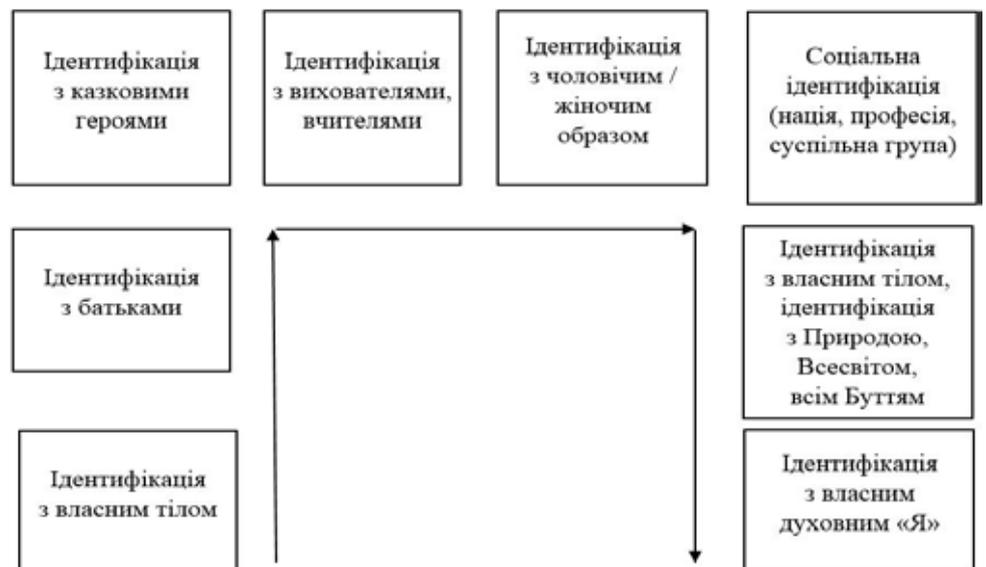 Ідентифікація
з казковими
героями
Ідентифікація
з вихователями,
вчителями
Ідентифікація
з чоловічим /
жіночим
образом
Соціальна
ідентифікація
(нація, професія,
суспільна група)
Ідентифікація
з батьками
Ідентифікація
з власним тілом,
ідентифікація
з Природою,
Всесвітом,
всім Буттям
Ідентифікація
з власним тілом
Ідентифікація
з власним
духовним «Я»